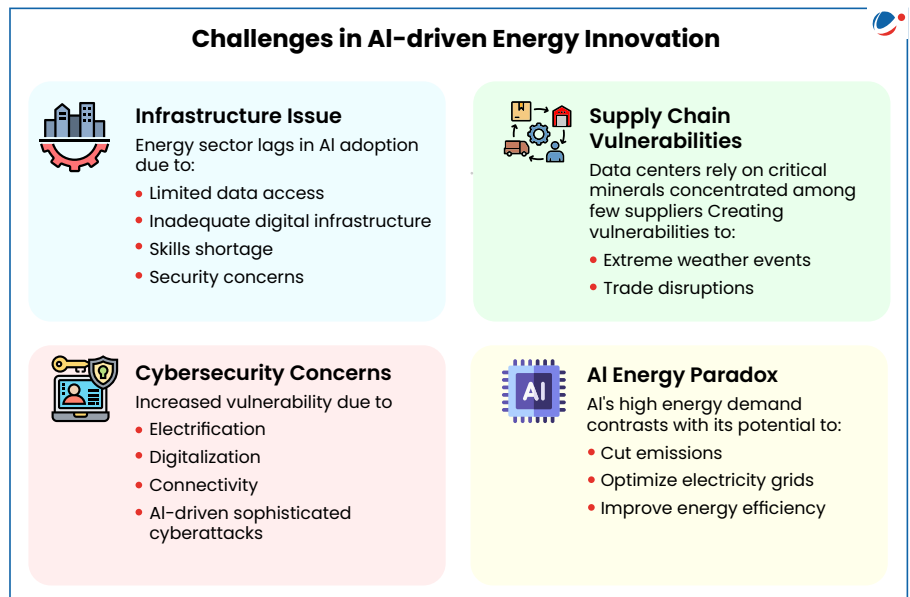 Challenges in AI-driven Energy Innovation
Infrastructure Issue
Energy sector lags in AI adoption
due to:
• Limited data access
• Inadequate digital infrastructure
• Skills shortage
• Security concerns
Supply Chain
Vulnerabilities
Data centers rely on critical
minerals concentrated among
few suppliers Creating
vulnerabilities to:
• Extreme weather events
• Trade disruptions
Cybersecurity Concerns
Increased vulnerability due to
• Electrification
• Digitalization
• Connectivity
• AI-driven sophisticated
cyberattacks
AI
AI Energy Paradox
AI's high energy demand
contrasts with its potential to:
• Cut emissions
• Optimize electricity grids
• Improve energy efficiency